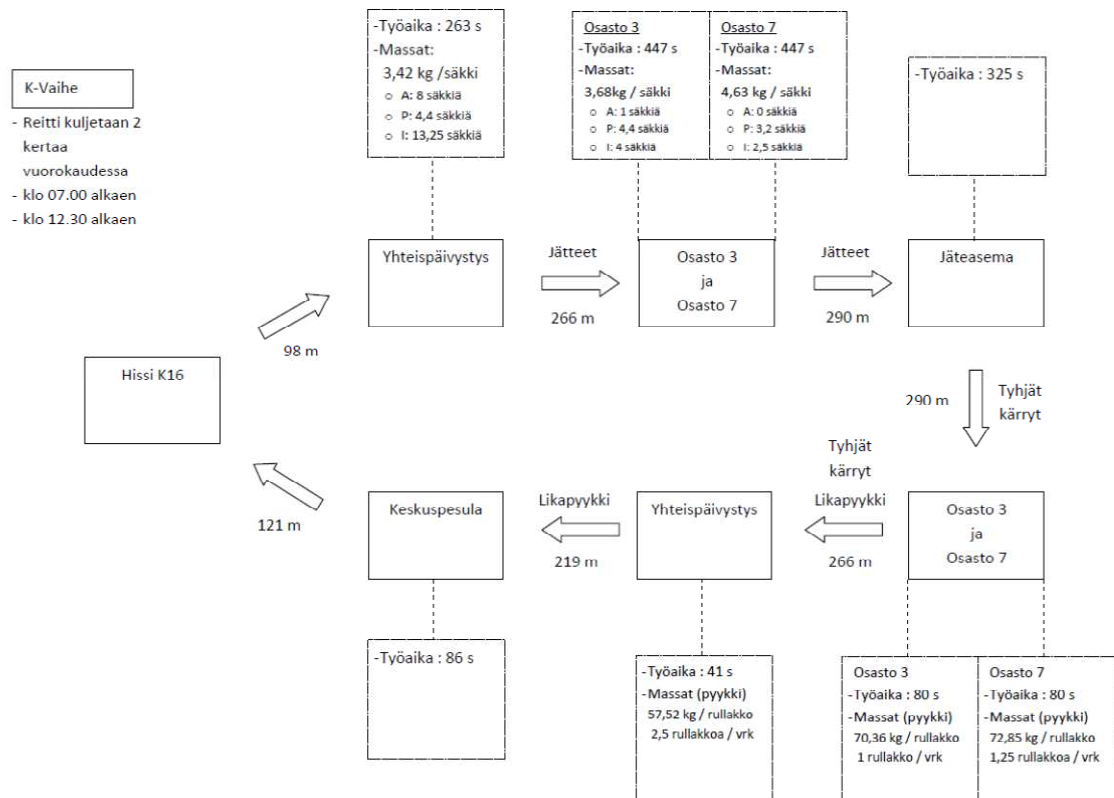 K-Vaihe
- Reitti kuljetaan 2
kertaa
vuorokaudessa
- klo 07.00 alkaen
- klo 12.30 alkaen
-Työaika : 263 s
-Massat:
3,42 kg /säkki
o A: 8 säkkiä
o P: 4,4 säkkiä
o I: 13,25 säkkiä
Osasto 3
-Työaika : 447 s
-Massat:
3,68kg / säkki
o A: 1 säkkiä
o P: 4,4 säkkiä
o I: 4 säkkiä
Osasto 7
-Työaika : 447 s
-Massat:
4,63 kg / säkki
o A: 0 säkkiä
o P: 3,2 säkkiä
o I: 2,5 säkkiä
-Työaika : 325 s
Hissi K16
98 m
Yhteispäivystys
Jätteet
266 m
Osasto 3
ja
Osasto 7
Jätteet
290 m
Jäteasema
290 m
Tyhjät
kärryt
Osasto 3
ja
Osasto 7
Tyhjät
kärryt
Likapyykki
266 m
Yhteispäivystys
Likapyykki
219 m
Keskuspesula
121 m
-Työaika : 86 s
-Työaika : 41 s
-Massat (pyykki)
57,52 kg / rullakko
2,5 rullakkoa / vrk
Osasto 3
-Työaika : 80 s
-Massat (pyykki)
70,36 kg / rullakko
1 rullakko / vrk
Osasto 7
-Työaika : 80 s
-Massat (pyykki)
72,85 kg / rullakko
1,25 rullakkoa / vrk